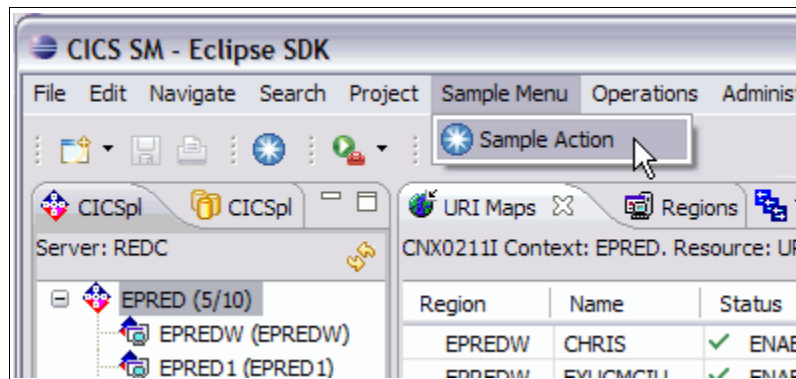 CICS SM - Eclipse SDK
File Edit Navigate Search Project Sample Menu Operations Adminis
Sample Action
CICSpl CICSpl URI Maps Regions
Server: REDC CNX0211I Context: EPRED. Resource: U
EPRED (5/10) Region Name Status
EPREDW (EPREDW) EPREDW CHRIS ENAB
EPRED1 (EPRED1) EPREDW ENAB